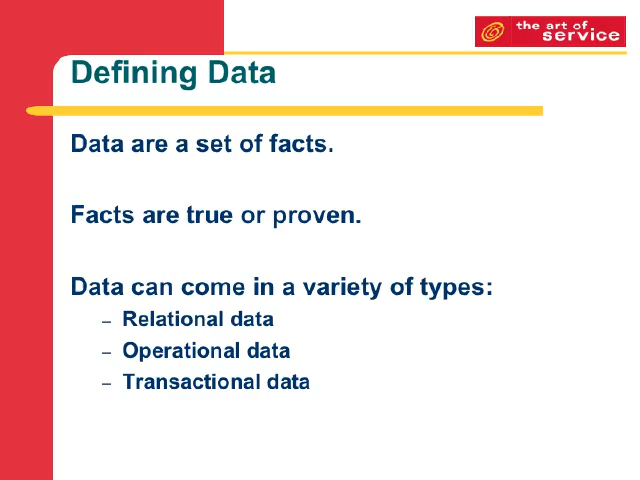 the art of
service
Defining Data
Data are a set of facts.
Facts are true or proven.
Data can come in a variety of types:
– Relational data
– Operational data
– Transactional data